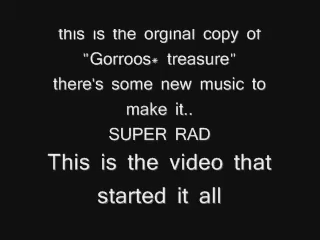 this is the orginal copy of
"Gorroos* treasure"
there's some new music to
make it..
SUPER RAD
This is the video that
started it all